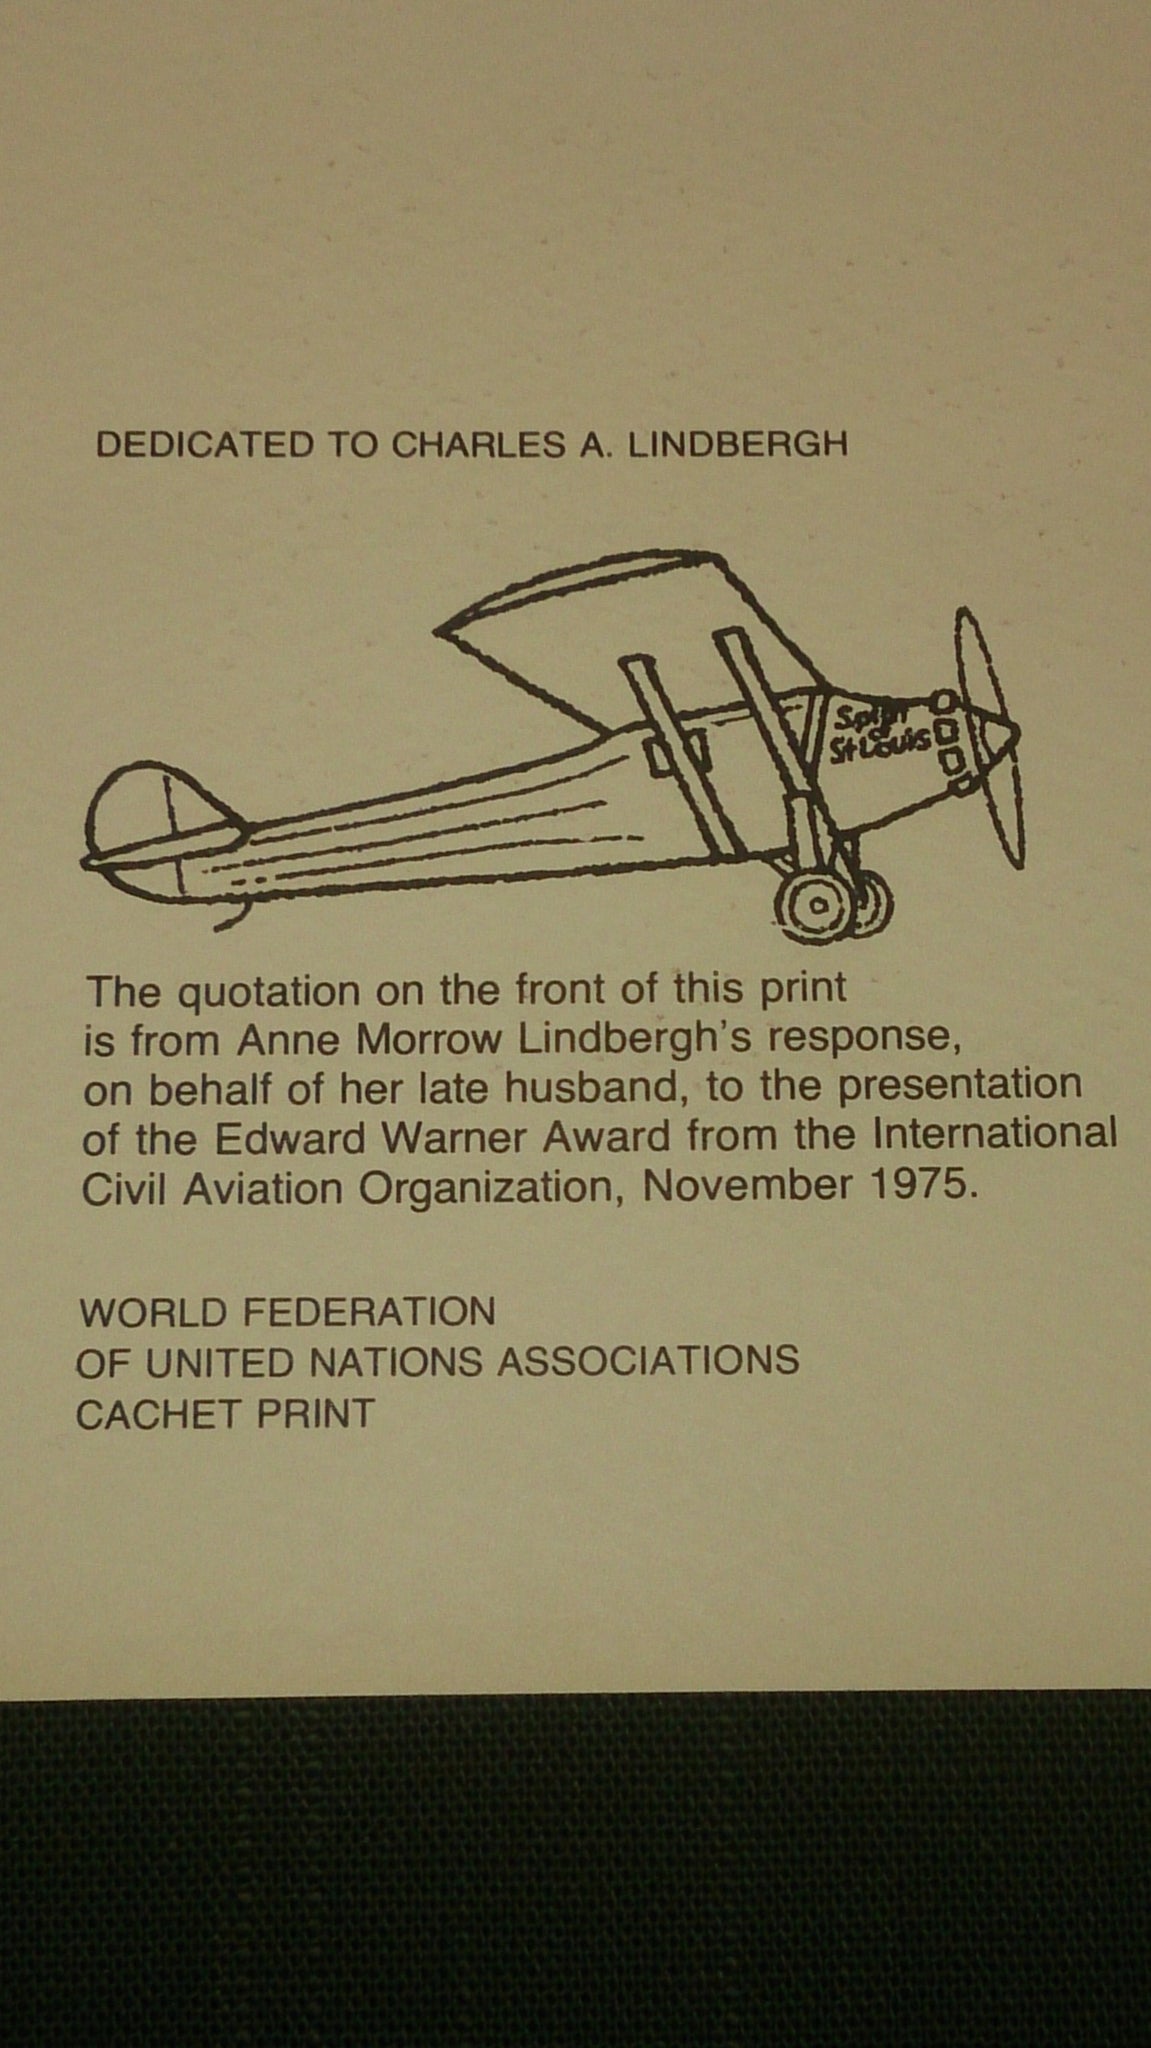 DEDICATED TO CHARLES A. LINDBERGH
Spirit
of
St Louis
The quotation on the front of this print
is from Anne Morrow Lindbergh's response,
on behalf of her late husband, to the presentation
of the Edward Warner Award from the International
Civil Aviation Organization, November 1975.
WORLD FEDERATION
OF UNITED NATIONS ASSOCIATIONS
CACHET PRINT